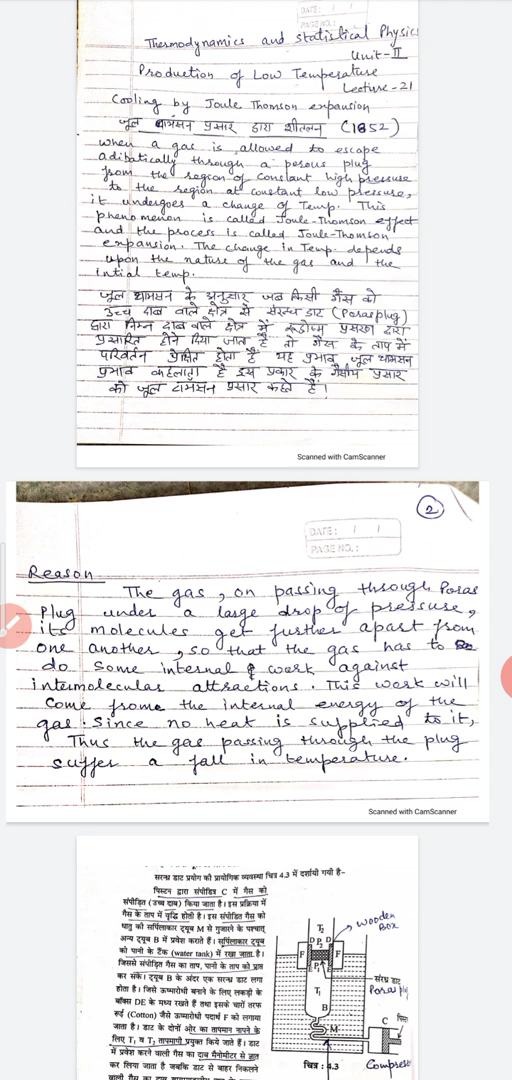 DATE: / /
PAGE NO.:
Thermodynamics and statistical Physics
Unit-II
Production of Low Temperature
Lecture-21
Cooling by Joule Thomson expansion
जूल थामसन प्रसार द्वारा शीतलन (1852)
when a gas is allowed to escape
adibatically through a porous plug
from the region of constant high pressure
to the region at constant low pressure,
it undergoes a change of Temp. This
phenomenon is called Joule-Thomson effect
and the process is called Joule-Thomson
expansion. The change in Temp. depends
upon the nature of the gas and the
intial temp.
जूल थामसन के अनुसार जब किसी गैस को
उच्च दाब वाले क्षेत्र से संरन्ध्र डाट (Porasplug)
द्वारा निम्न दाब वाले क्षेत्र में रूद्धोष्म प्रसरण द्वारा
प्रसारित होने दिया जाता है तो गैस के ताप में
परिवर्तन प्रेक्षित होता है यह प्रभाव जूल थामसन
प्रभाव कहलाता है इस प्रकार के गैसीय प्रसार
को जूल टॉमसन प्रसार कहते हैं।
Scanned with CamScanner
2
DATE: / /
PAGE NO.:
Reason
The gas, on passing through Poras
Plug under a large drop of pressure,
its molecules get further apart from
one another, so that the gas has to
do some internal work against
intermolecular attractions. This work will
come frome the internal energy of the
gas. Since no heat is supplied to it,
Thus the gas passing through the plug
suffer a fall in temperature.
Scanned with CamScanner
सरन्ध्र डाट प्रयोग की प्रायोगिक व्यवस्था चित्र 4.3 में दर्शायी गयी है–
पिस्टन द्वारा संपीडित्र C में गैस को
संपीडित (उच्च दाब) किया जाता है। इस प्रक्रिया में
गैस के ताप में वृद्धि होती है। इस संपीडित गैस को
धातु की सर्पिलाकार ट्यूब M से गुजारने के पश्चात्
अन्य ट्यूब B में प्रवेश कराते हैं। सर्पिलाकार ट्यूब
को पानी के टैंक (water tank) में रखा जाता है।
जिससे संपीडित गैस का ताप, पानी के ताप को प्राप्त
कर सके। ट्यूब B के अंदर एक सरन्ध्र डाट लगा
होता है। जिसे ऊष्मारोधी बनाने के लिए लकड़ी के
बॉक्स DE के मध्य रखते हैं तथा इसके चारों तरफ
रूई (Cotton) जैसे ऊष्मारोधी पदार्थ F को लगाया
जाता है। डाट के दोनों ओर का तापमान नापने के
लिए T₁ व T₂ तापमापी प्रयुक्त किये जाते हैं। डाट
में प्रवेश करने वाली गैस का दाब मैनोमीटर से ज्ञात
कर लिया जाता है जबकि डाट से बाहर निकलने
वाली गैस का दाब
T₂
Wooden
Box
D P₂ D
F F
E P₁ E
संरध्र डाट
Poras plug
T₁
B
M
C
चित्र : 4.3
Compress